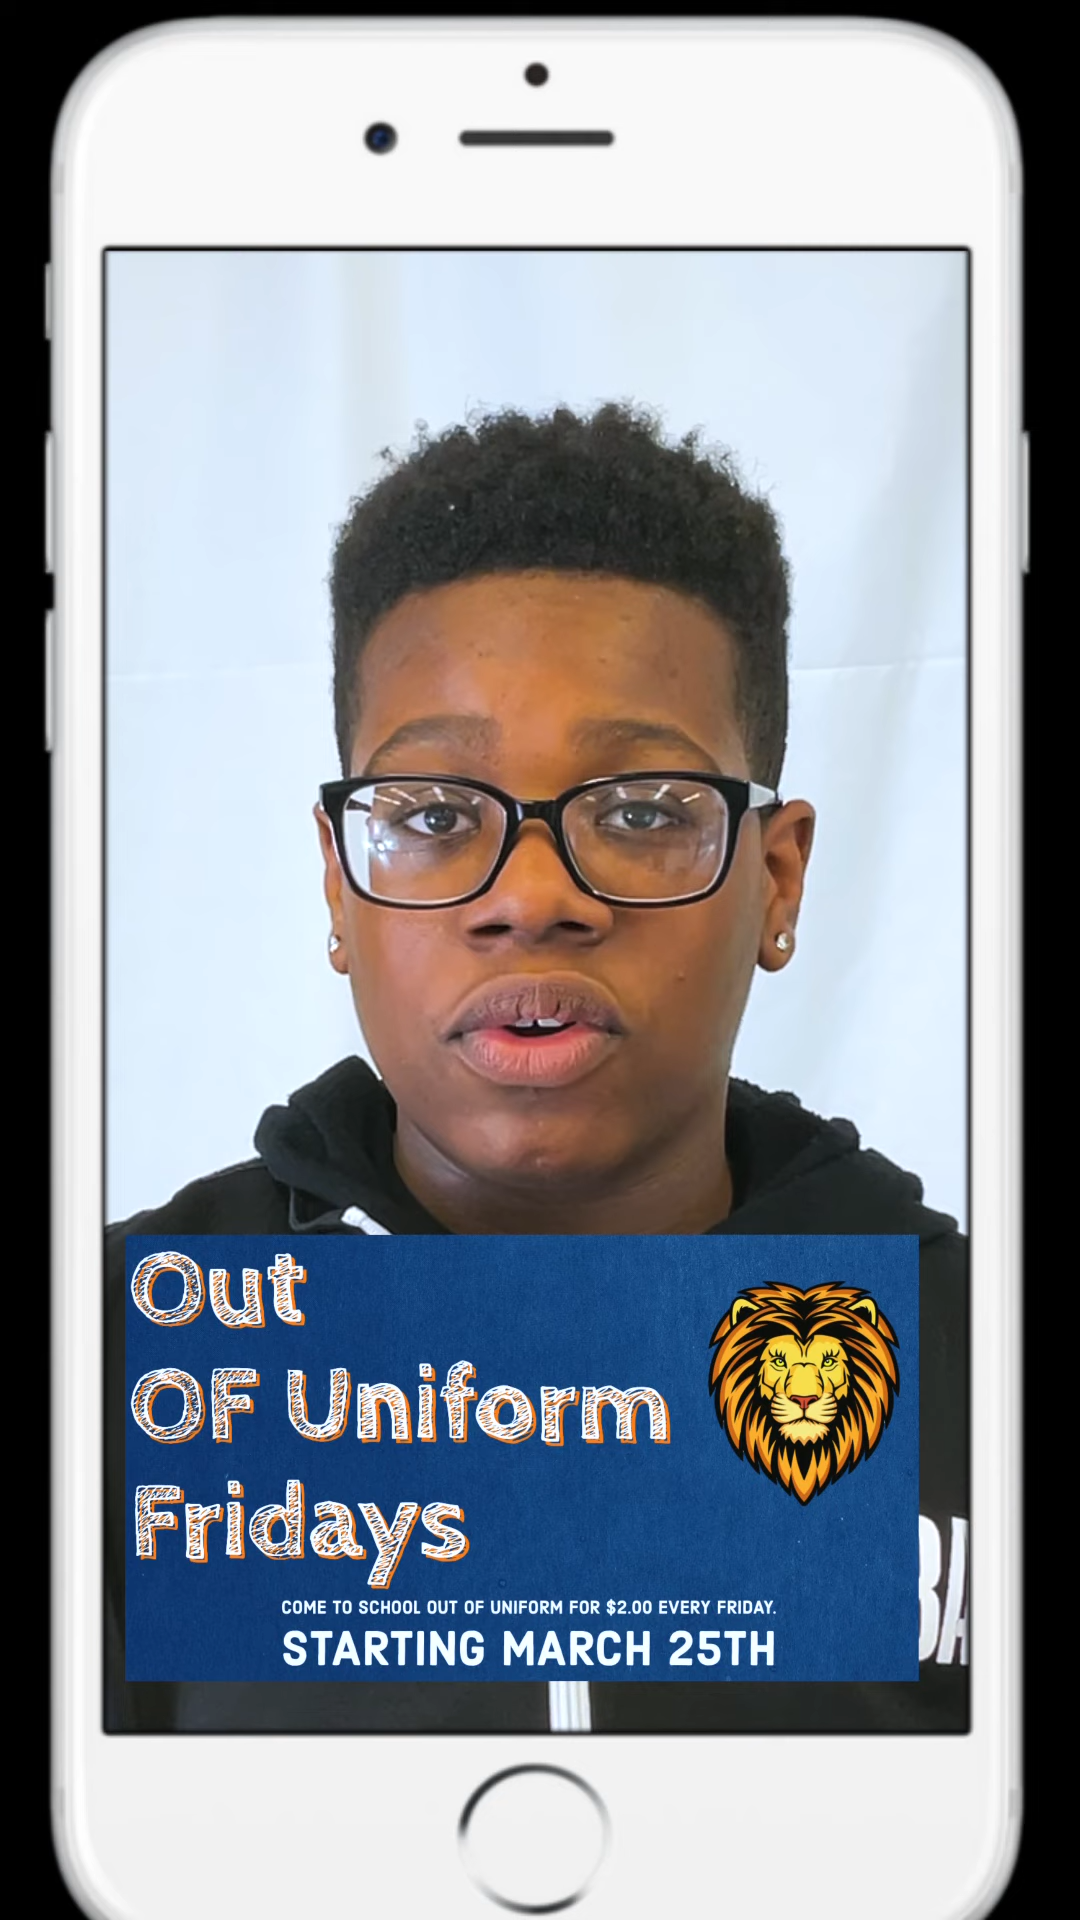 Out
OF Uniform
Fridays
COME TO SCHOOL OUT OF UNIFORM FOR $2.00 EVERY FRIDAY.
STARTING MARCH 25TH